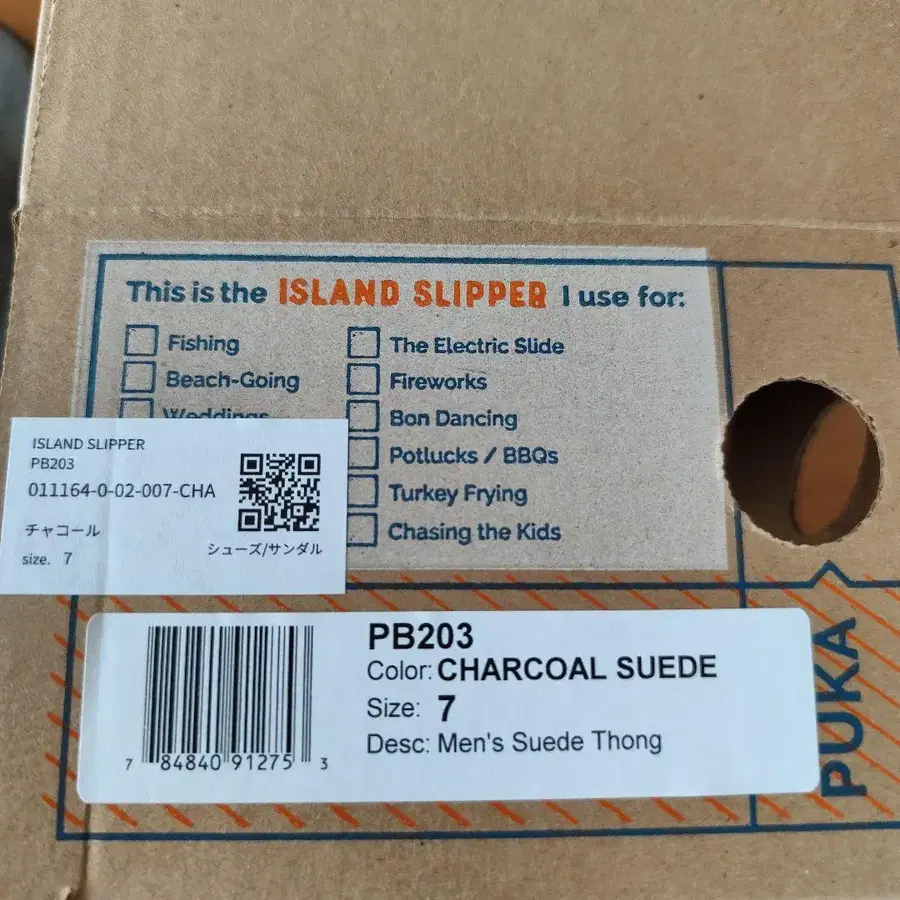 This is the ISLAND SLIPPER I use for:
Fishing
Beach-Going
Weddings
The Electric Slide
Fireworks
Bon Dancing
Potlucks / BBQs
Turkey Frying
Chasing the Kids
ISLAND SLIPPER
PB203
011164-0-02-007-CHA
チャコール
size. 7
シューズ/サンダル
PUKA
PB203
Color: CHARCOAL SUEDE
Size: 7
Desc: Men's Suede Thong
7 84840 91275 3